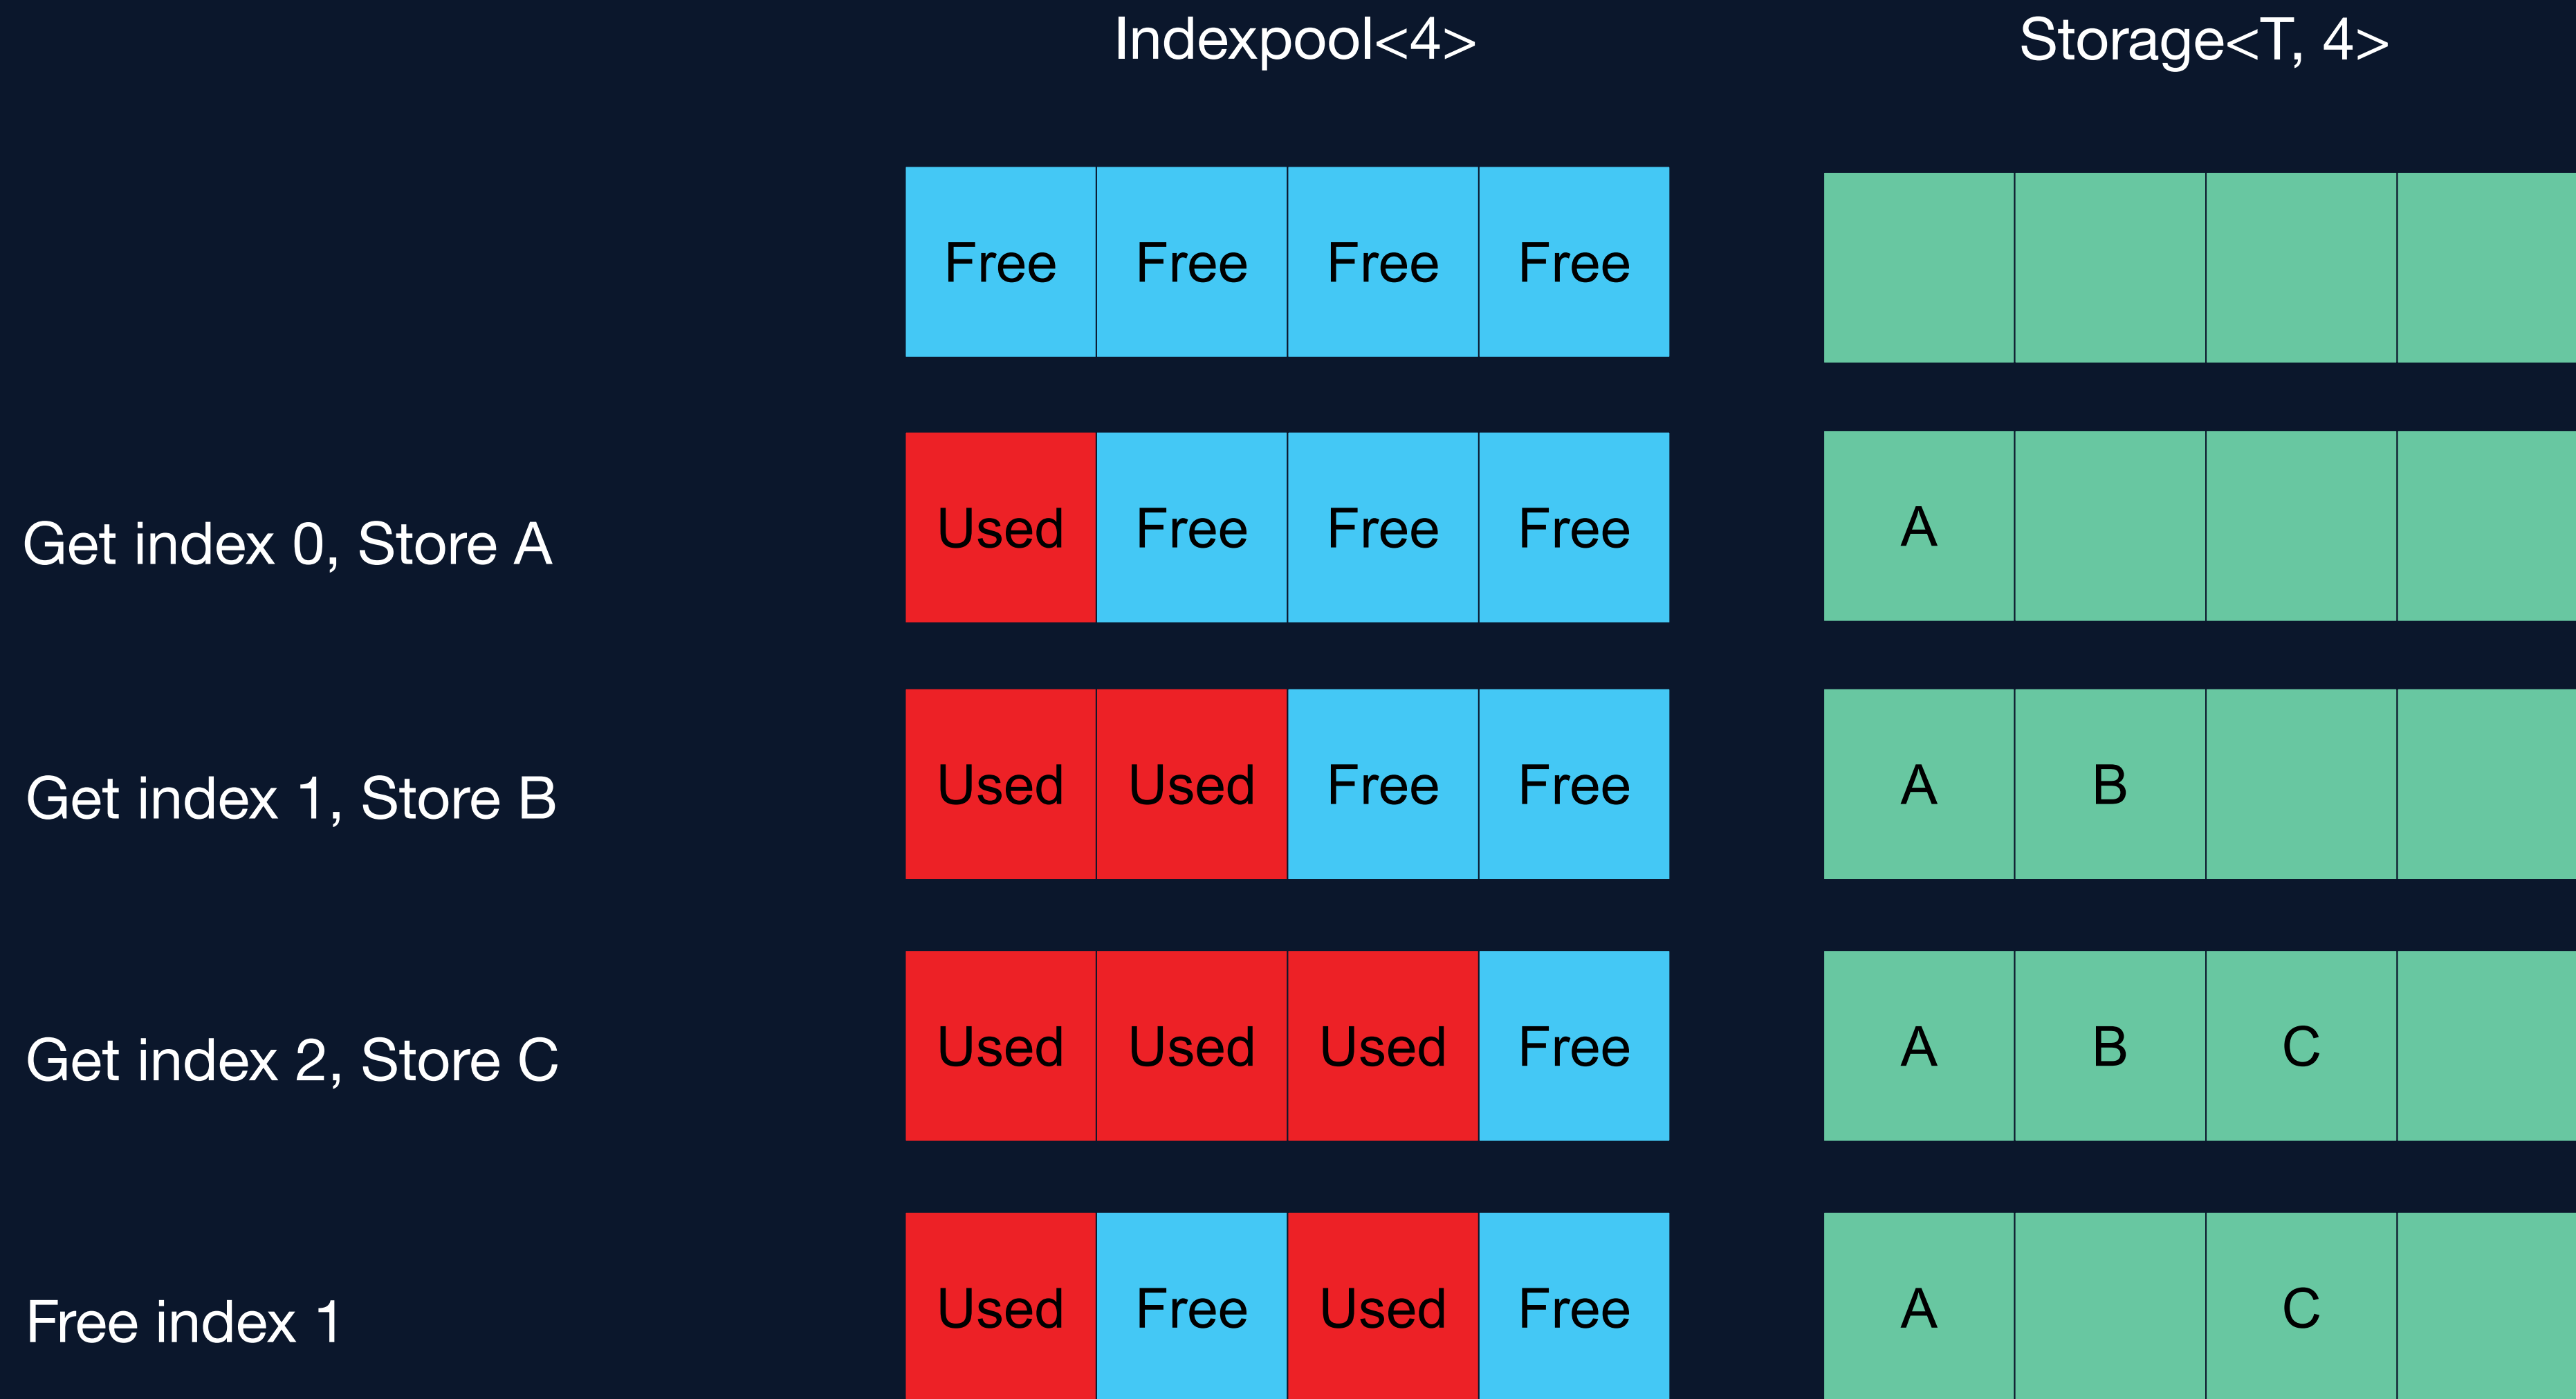 Indexpool<4> Storage<T, 4>
Free Free Free Free
Get index 0, Store A Used Free Free Free A
Get index 1, Store B Used Used Free Free A B
Get index 2, Store C Used Used Used Free A B C
Free index 1 Used Free Used Free A C